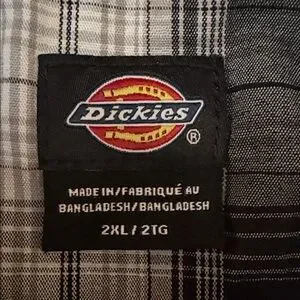 Dickies
®
MADE IN/FABRIQUÉ AU
BANGLADESH/BANGLADESH
2XL / 2TG